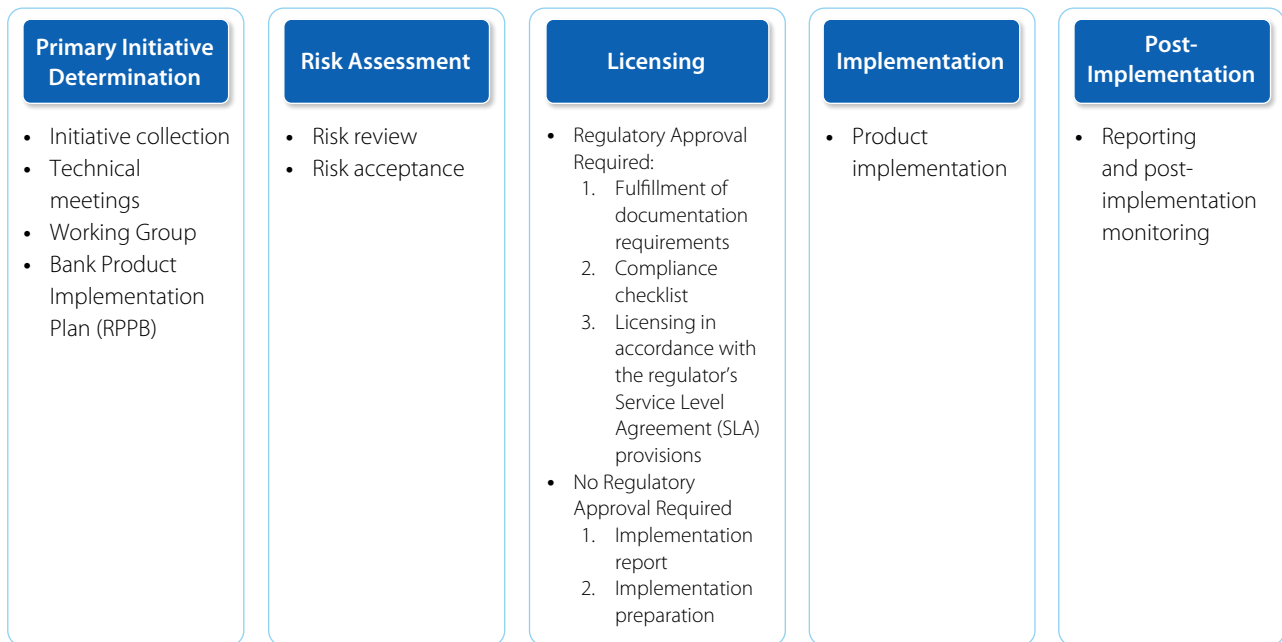 Primary Initiative
Determination
• Initiative collection
• Technical
meetings
• Working Group
• Bank Product
Implementation
Plan (RPPB)
Risk Assessment
• Risk review
• Risk acceptance
Licensing
• Regulatory Approval
Required:
1. Fulfillment of
documentation
requirements
2. Compliance
checklist
3. Licensing in
accordance with
the regulator’s
Service Level
Agreement (SLA)
provisions
• No Regulatory
Approval Required
1. Implementation
report
2. Implementation
preparation
Implementation
• Product
implementation
Post-
Implementation
• Reporting
and post-
implementation
monitoring